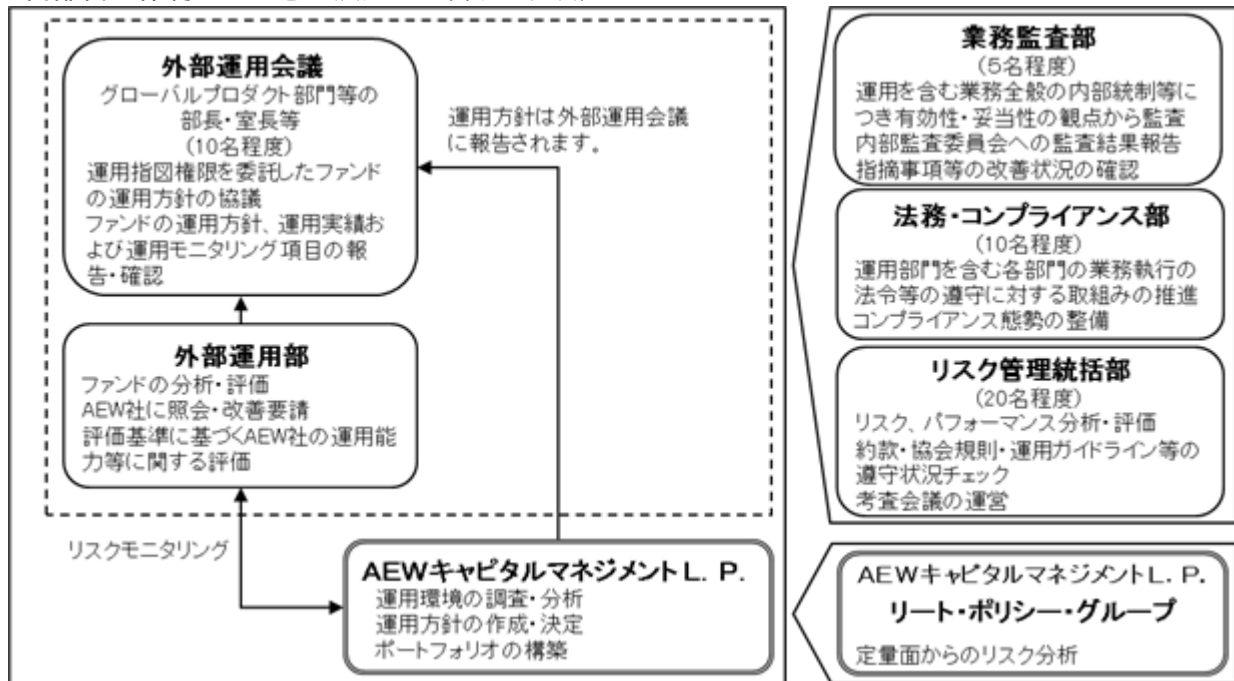 外部運用会議
グローバルプロダクト部門等の
部長・室長等
(10名程度)
運用指図権限を委託したファンド
の運用方針の協議
ファンドの運用方針、運用実績お
よび運用モニタリング項目の報
告・確認
運用方針は外部運用会議
に報告されます。
外部運用部
ファンドの分析・評価
AEW社に照会・改善要請
評価基準に基づくAEW社の運用能
力等に関する評価
リスクモニタリング
AEWキャピタルマネジメントL. P.
運用環境の調査・分析
運用方針の作成・決定
ポートフォリオの構築
業務監査部
(5名程度)
運用を含む業務全般の内部統制等に
つき有効性・妥当性の観点から監査
内部監査委員会への監査結果報告
指摘事項等の改善状況の確認
法務・コンプライアンス部
(10名程度)
運用部門を含む各部門の業務執行の
法令等の遵守に対する取組みの推進
コンプライアンス態勢の整備
リスク管理統括部
(20名程度)
リスク、パフォーマンス分析・評価
約款・協会規則・運用ガイドライン等の
遵守状況チェック
考査会議の運営
AEWキャピタルマネジメントL. P.
リート・ポリシー・グループ
定量面からのリスク分析